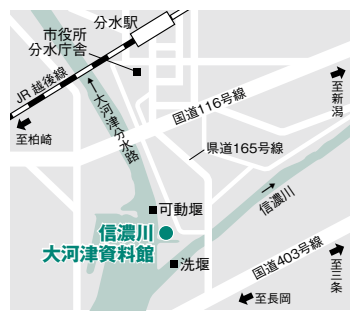 分水駅
市役所
分水庁舎
JR越後線
至柏崎
大河津分水路
国道116号線
至新潟
県道165号線
信濃川
可動堰
信濃川
大河津資料館
洗堰
国道403号線
至三条
至長岡